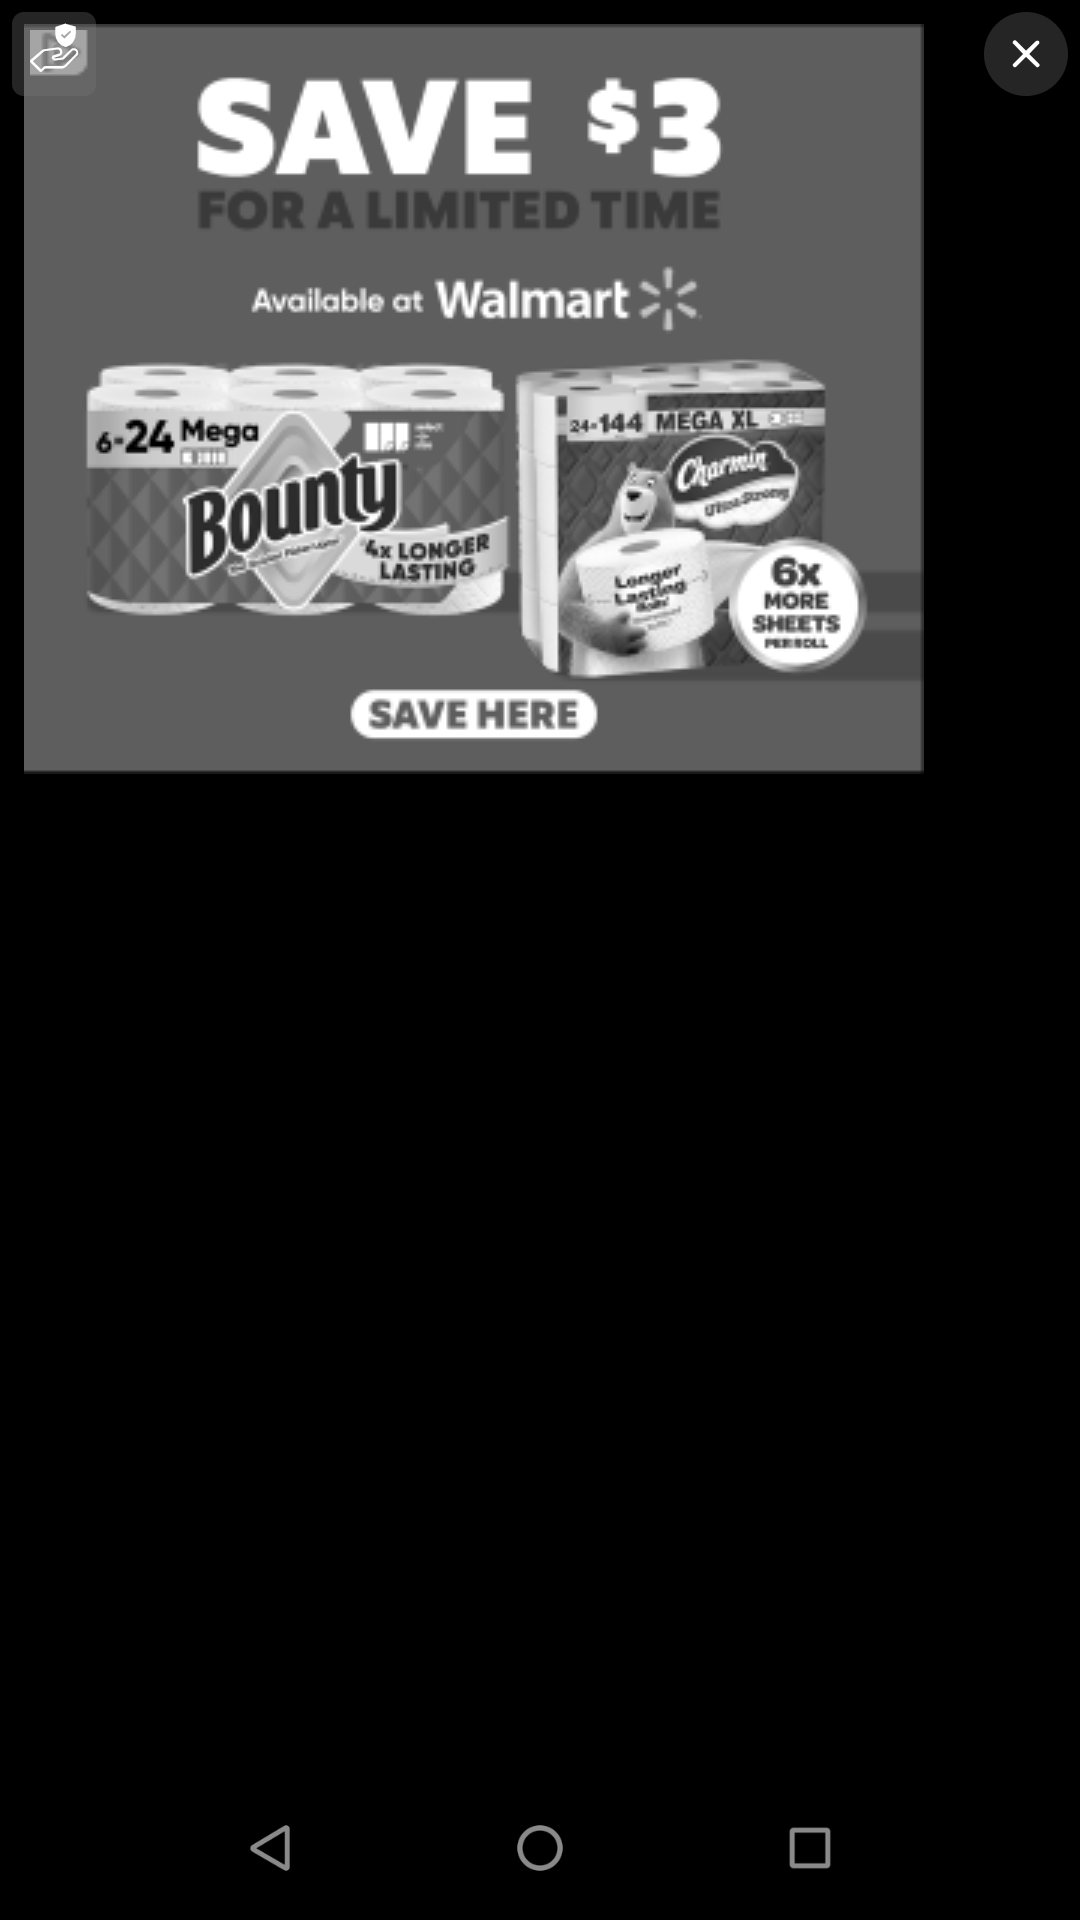 SAVE $3
FOR A LIMITED TIME
Available at Walmart
6=24 Mega
Bounty
4x LONGER
LASTING
24=144 MEGA XL
Charmin
Ultra Strong
Longer
Lasting
Rolls
6x
MORE
SHEETS
PER ROLL
SAVE HERE